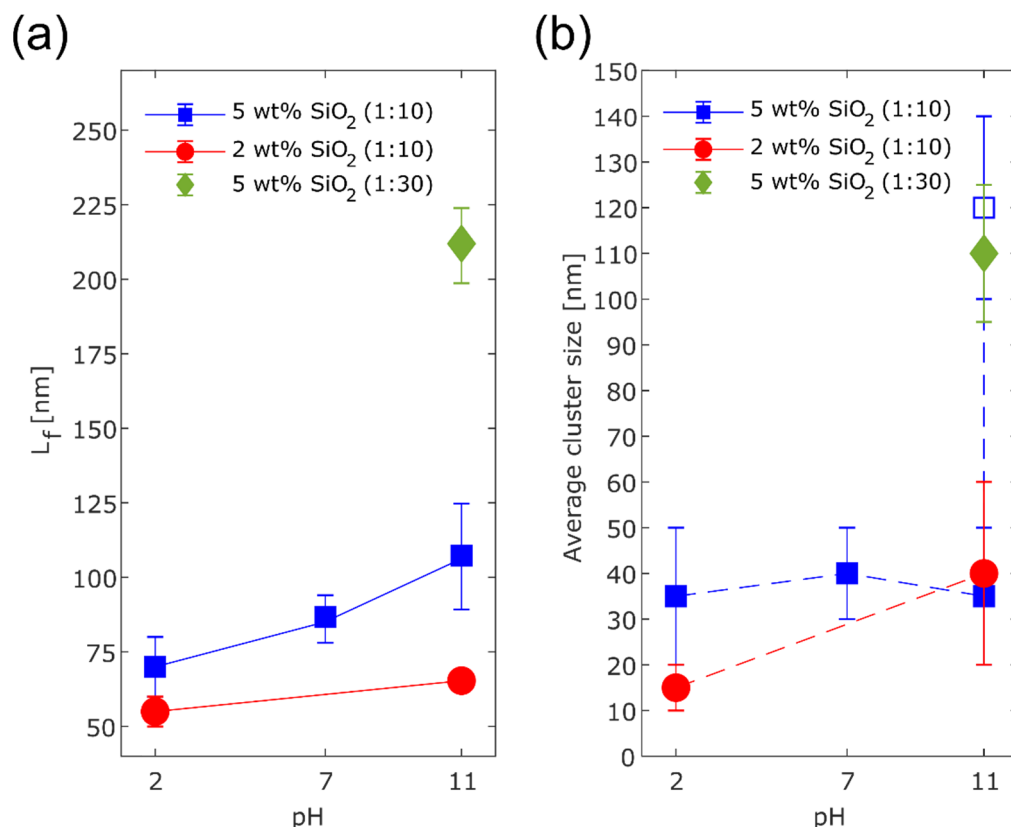 (a)
5 wt% SiO₂ (1:10)
2 wt% SiO₂ (1:10)
5 wt% SiO₂ (1:30)
250
225
200
175
150
125
100
75
50
L_f [nm]
2 7 11
pH
(b)
5 wt% SiO₂ (1:10)
2 wt% SiO₂ (1:10)
5 wt% SiO₂ (1:30)
150
140
130
120
110
100
90
80
70
60
50
40
30
20
10
0
Average cluster size [nm]
2 7 11
pH